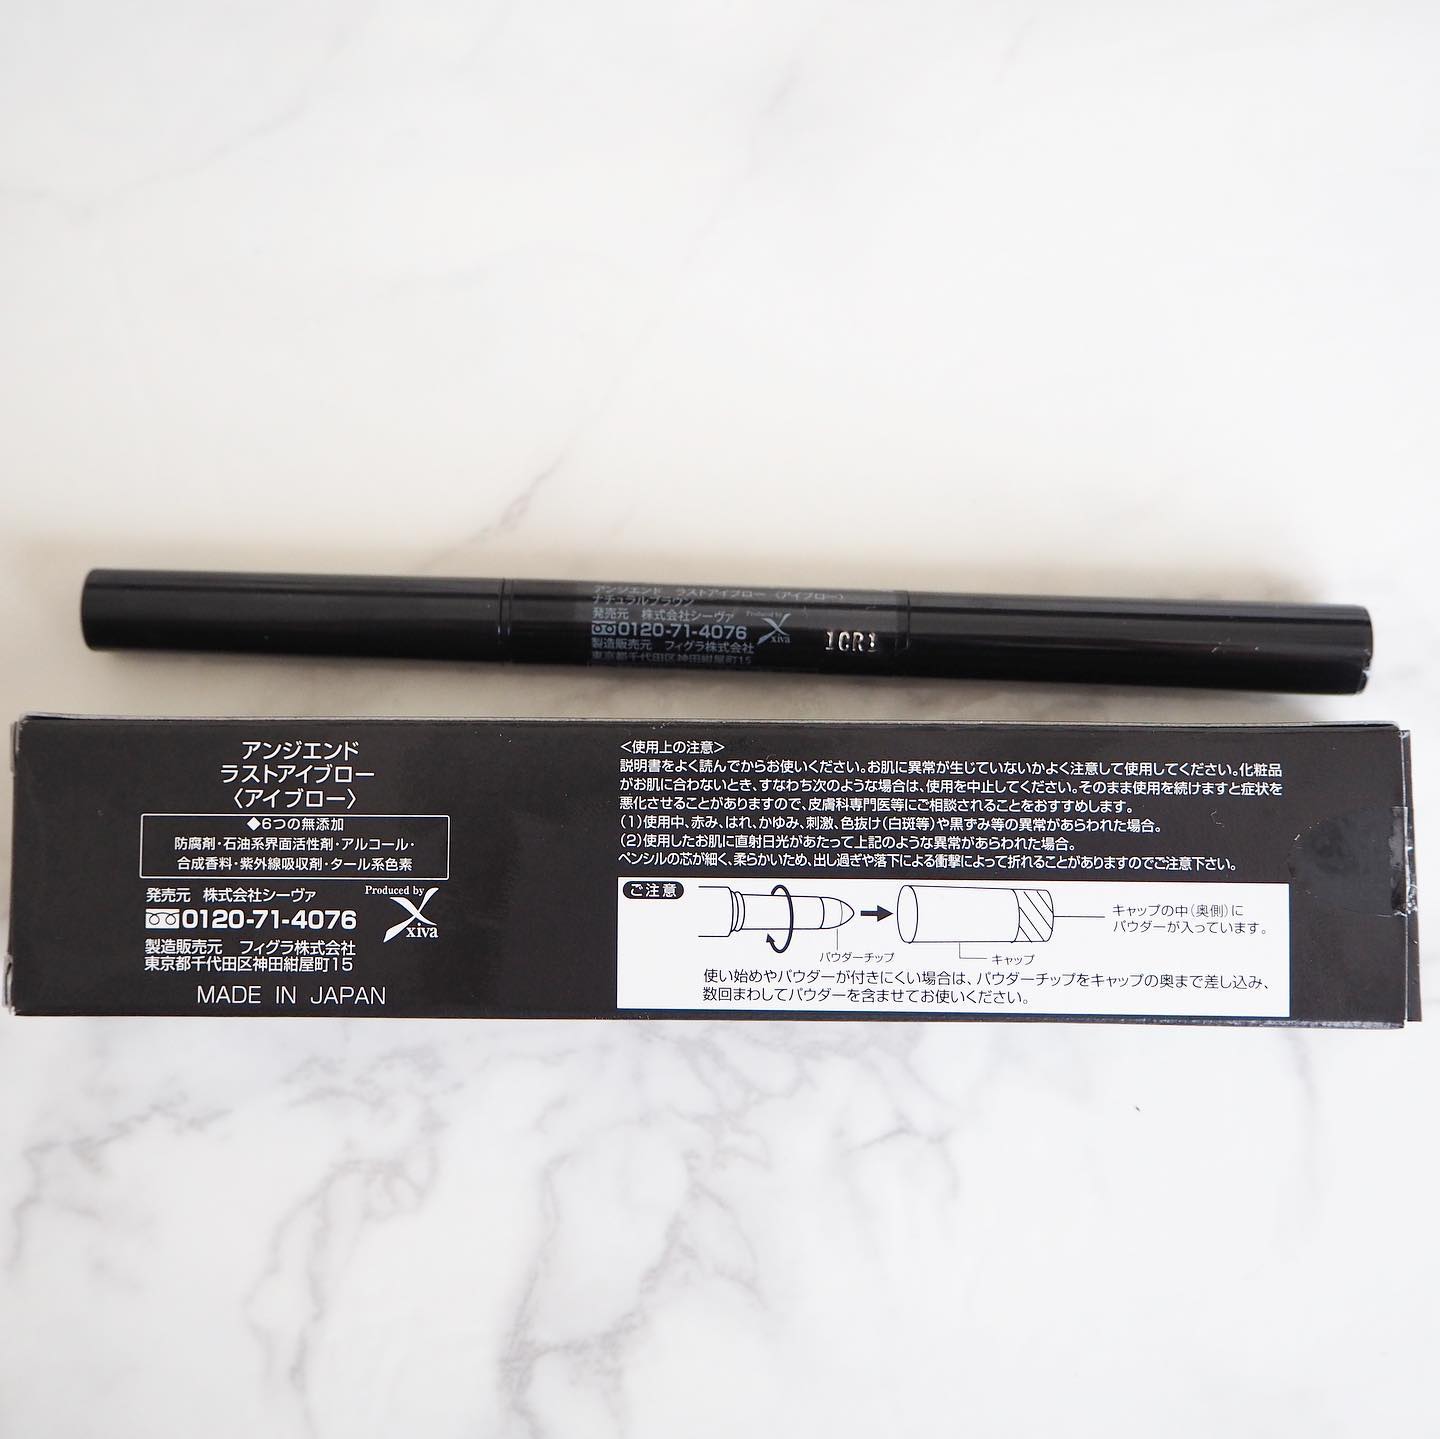 アンジエンド ラストアイブロー 〈アイブロー〉
ナチュラルブラウン
発売元 株式会社シーヴァ
0120-71-4076
製造販売元 フィグラ株式会社
東京都千代田区神田紺屋町15
Produced by
xiva
1CR1
アンジエンド
ラストアイブロー
〈アイブロー〉
◆6つの無添加
防腐剤・石油系界面活性剤・アルコール・
合成香料・紫外線吸収剤・タール系色素
発売元 株式会社シーヴァ
0120-71-4076
製造販売元 フィグラ株式会社
東京都千代田区神田紺屋町15
Produced by
xiva
MADE IN JAPAN
<使用上の注意>
説明書をよく読んでからお使いください。お肌に異常が生じていないかよく注意して使用してください。化粧品
がお肌に合わないとき、すなわち次のような場合は、使用を中止してください。そのまま使用を続けますと症状を
悪化させることがありますので、皮膚科専門医等にご相談されることをおすすめします。
(1)使用中、赤み、はれ、かゆみ、刺激、色抜け(白斑等)や黒ずみ等の異常があらわれた場合。
(2)使用したお肌に直射日光があたって上記のような異常があらわれた場合。
ペンシルの芯が細く、柔らかいため、出し過ぎや落下による衝撃によって折れることがありますのでご注意下さい。
ご注意
パウダーチップ
キャップ
キャップの中(奥側)に
パウダーが入っています。
使い始めやパウダーが付きにくい場合は、パウダーチップをキャップの奥まで差し込み、
数回まわしてパウダーを含ませてお使いください。